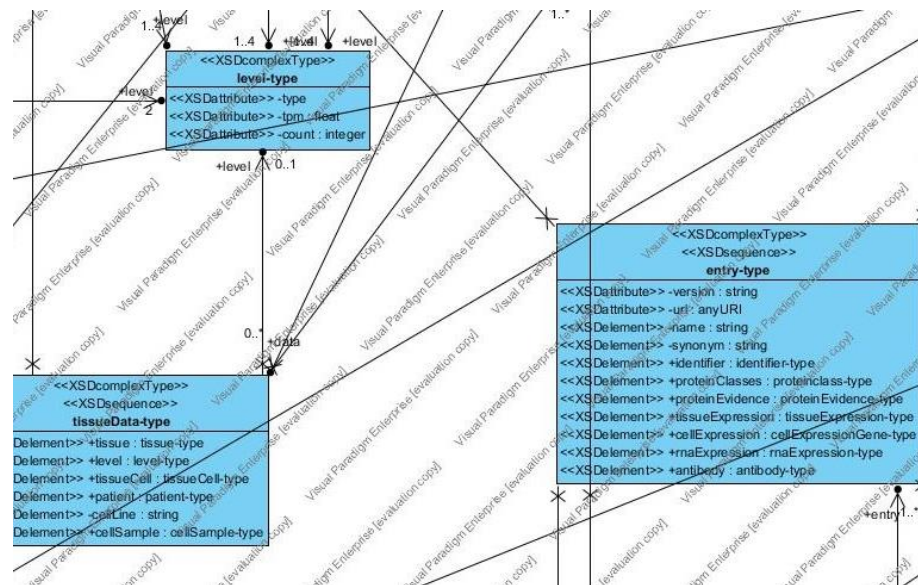 +level
1..4
1..4
+level
1..4
+level
1..*
<<XSDcomplexType>>
level-type
<<XSDattribute>> -type
<<XSDattribute>> -tpm : float
<<XSDattribute>> -count : integer
+level
2
+level
0..1
<<XSDcomplexType>>
<<XSDsequence>>
entry-type
<<XSDattribute>> -version : string
<<XSDattribute>> -url : anyURI
<<XSDelement>> -name : string
<<XSDelement>> -synonym : string
<<XSDelement>> +identifier : identifier-type
<<XSDelement>> +proteinClasses : proteinclass-type
<<XSDelement>> +proteinEvidence : proteinEvidence-type
<<XSDelement>> +tissueExpression : tissueExpression-type
<<XSDelement>> +cellExpression : cellExpressionGene-type
<<XSDelement>> +rnaExpression : rnaExpression-type
<<XSDelement>> +antibody : antibody-type
0..*
+data
<<XSDcomplexType>>
<<XSDsequence>>
tissueData-type
Delement>> +tissue : tissue-type
Delement>> +level : level-type
Delement>> +tissueCell : tissueCell-type
Delement>> +patient : patient-type
Delement>> -cellLine : string
Delement>> +cellSample : cellSample-type
+entry
1..*
Visual Paradigm Enterprise [evaluation copy]